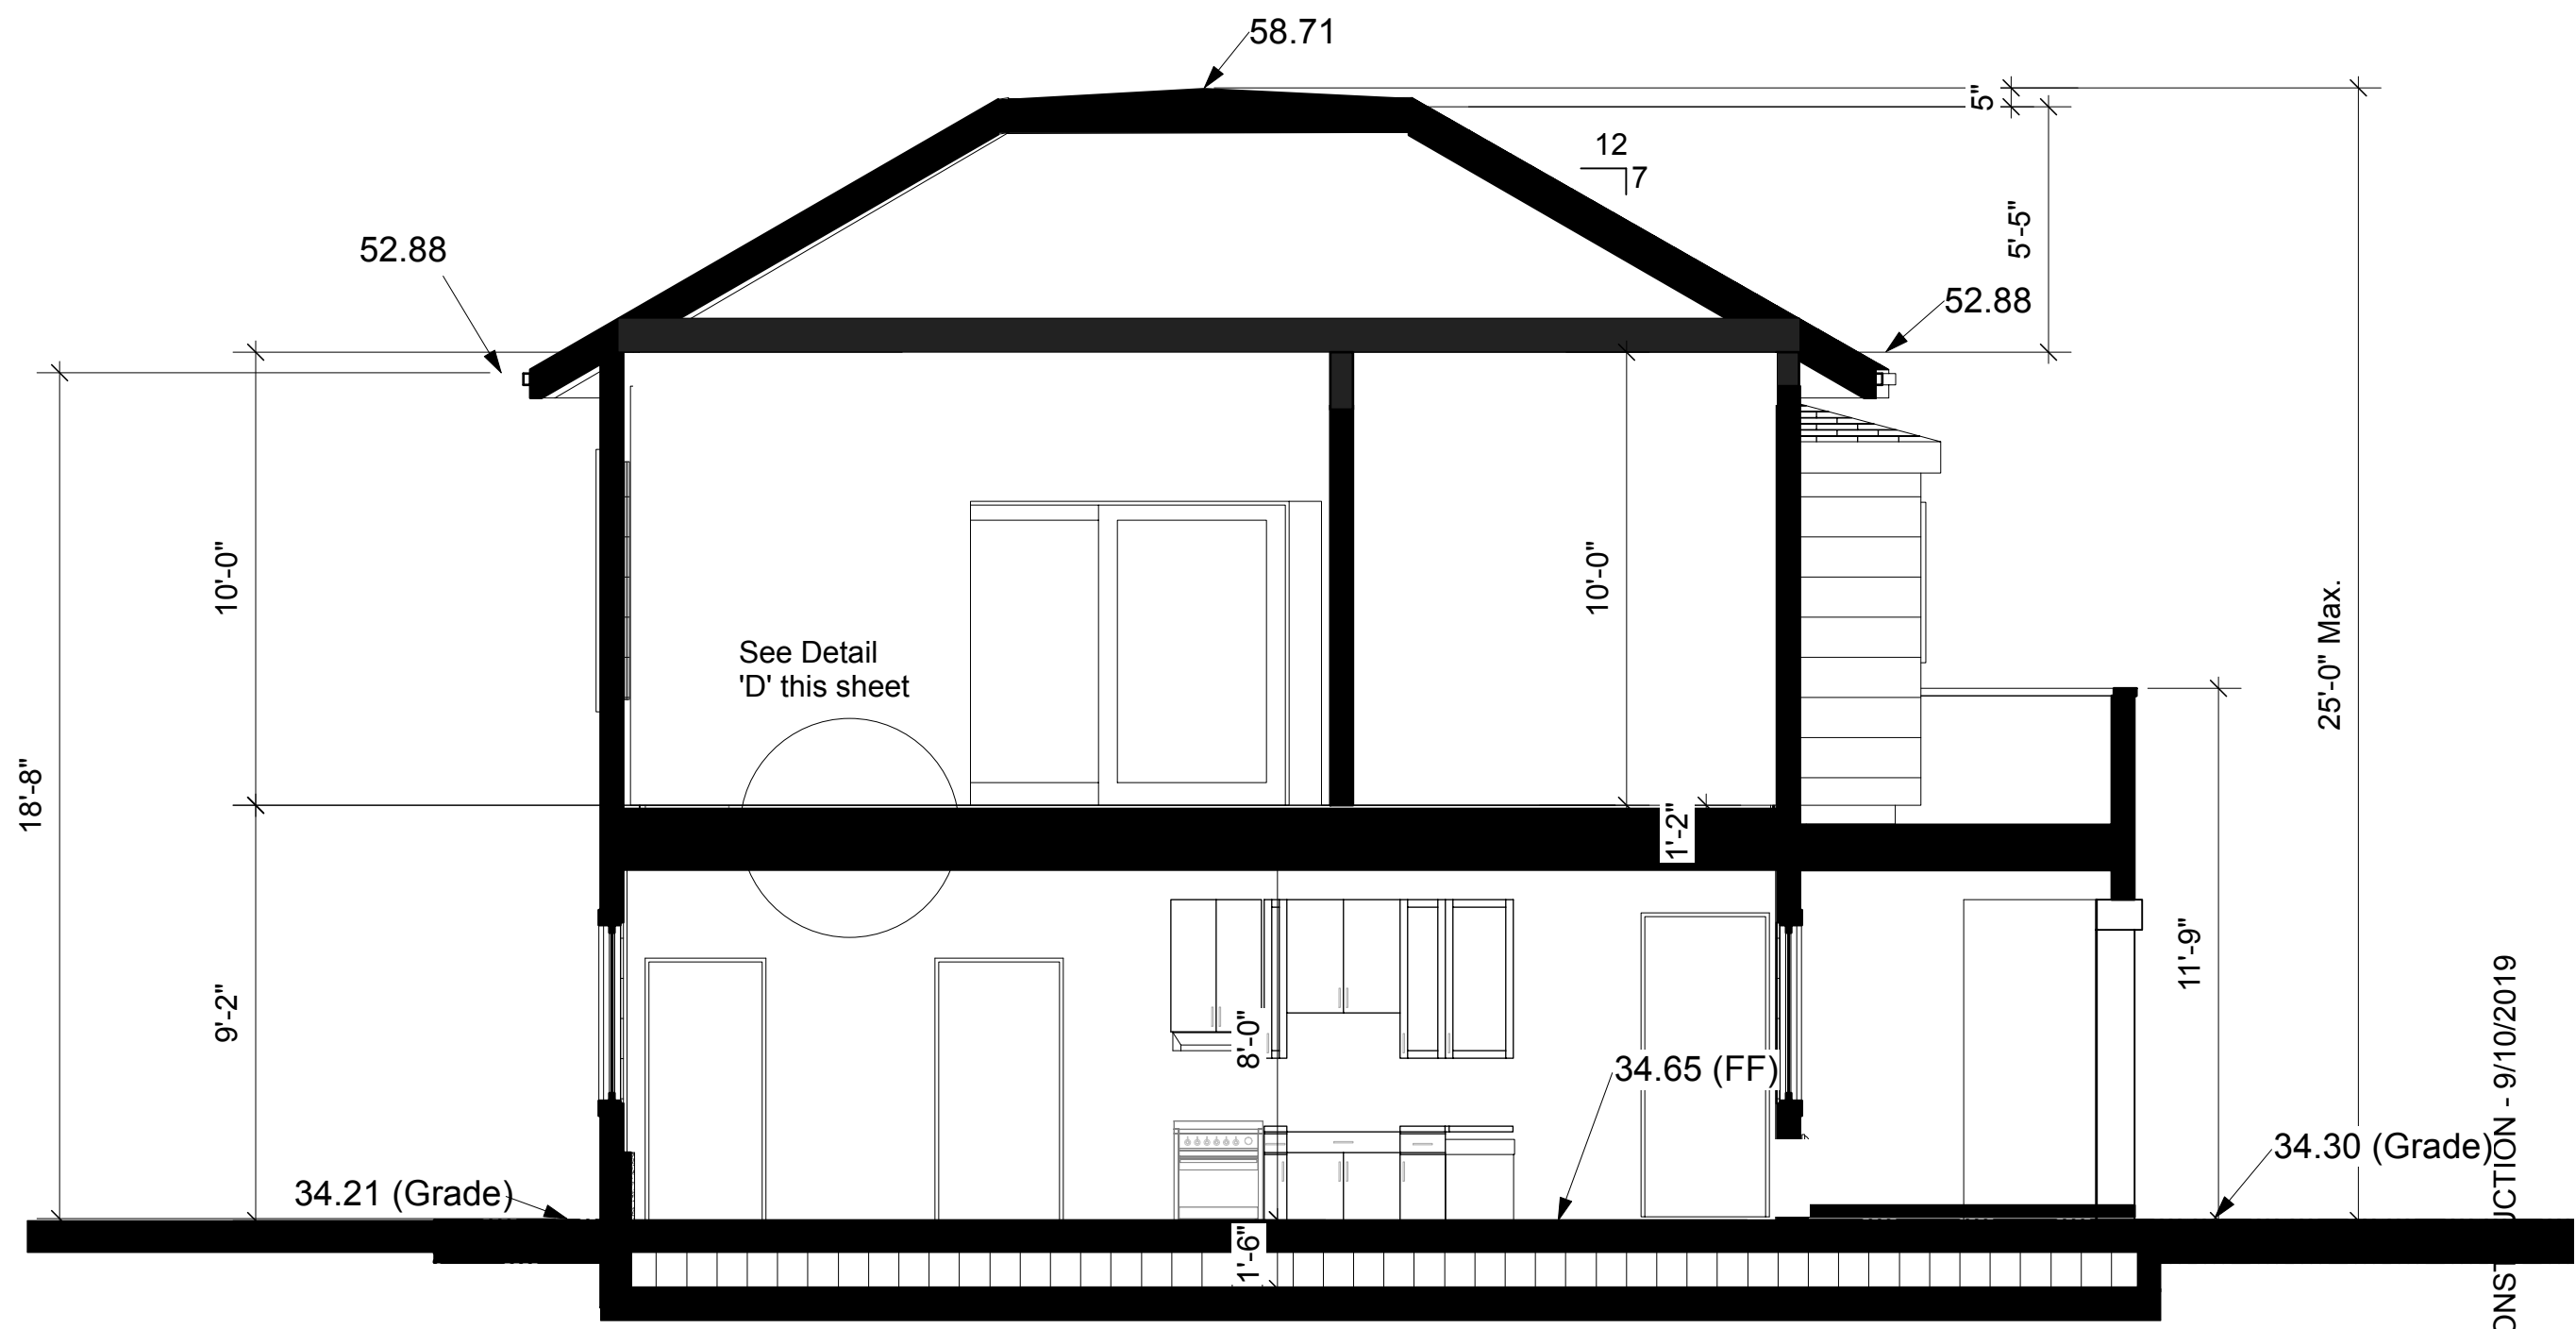 58.71
5"
12
7
5'-5"
52.88
52.88
10'-0"
10'-0"
25'-0" Max.
See Detail
'D' this sheet
18'-8"
1'-2"
11'-9"
9'-2"
8'-0"
34.65 (FF)
34.30 (Grade)
34.21 (Grade)
1'-6"
ONST UCTION - 9/10/2019